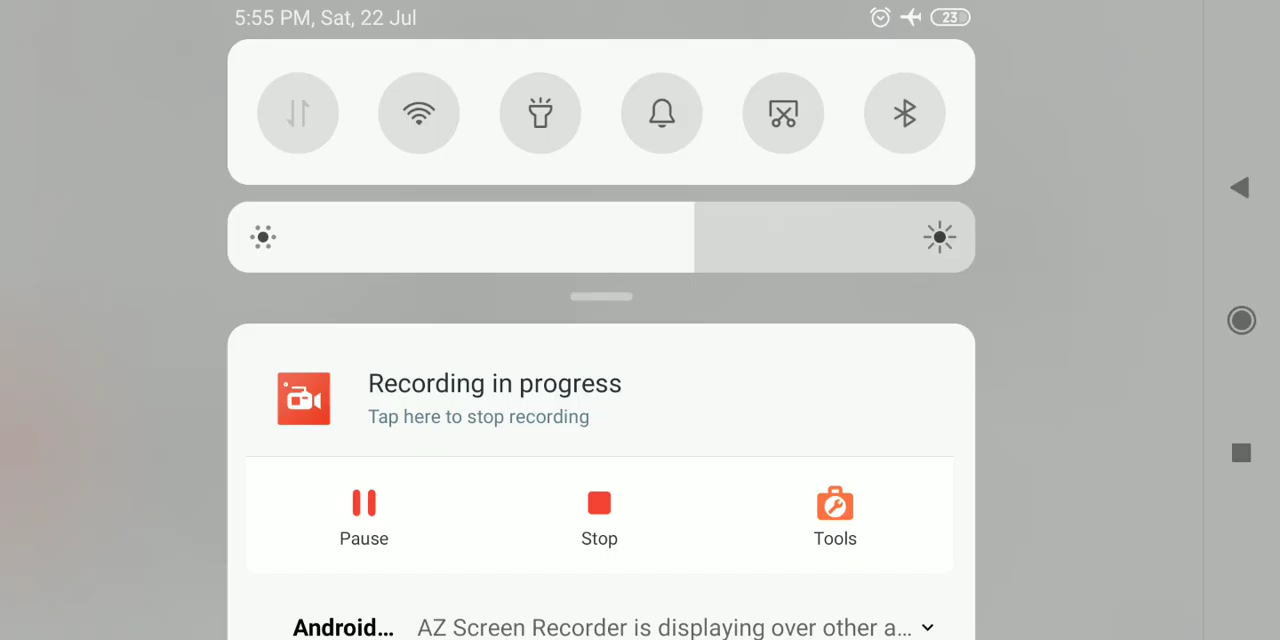 5:55 PM, Sat, 22 Jul
23
Recording in progress
Tap here to stop recording
Pause
Stop
Tools
Android... AZ Screen Recorder is displaying over other a...